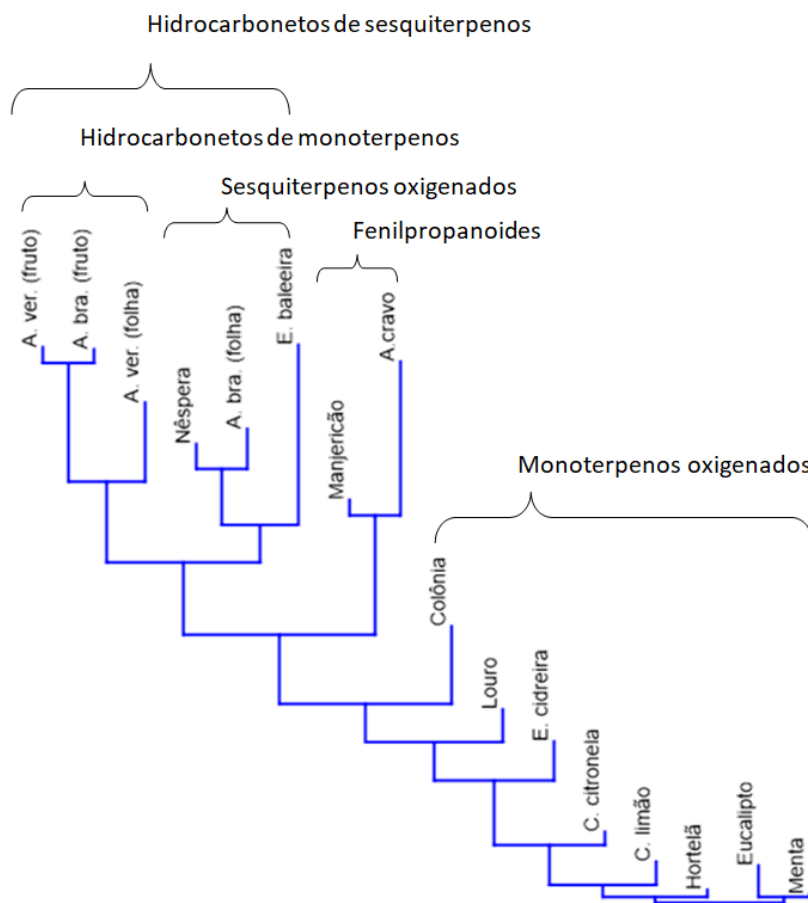 Hidrocarbonetos de sesquiterpenos
Hidrocarbonetos de monoterpenos
Sesquiterpenos oxigenados
Fenilpropanoides
A. ver. (fruto)
A. bra. (fruto)
A. ver. (folha)
Nêspera
A. bra. (folha)
E. baleeira
Manjericão
A.cravo
Monoterpenos oxigenados
Colônia
Louro
E. cidreira
C. citronela
C. limão
Hortelã
Eucalipto
Menta